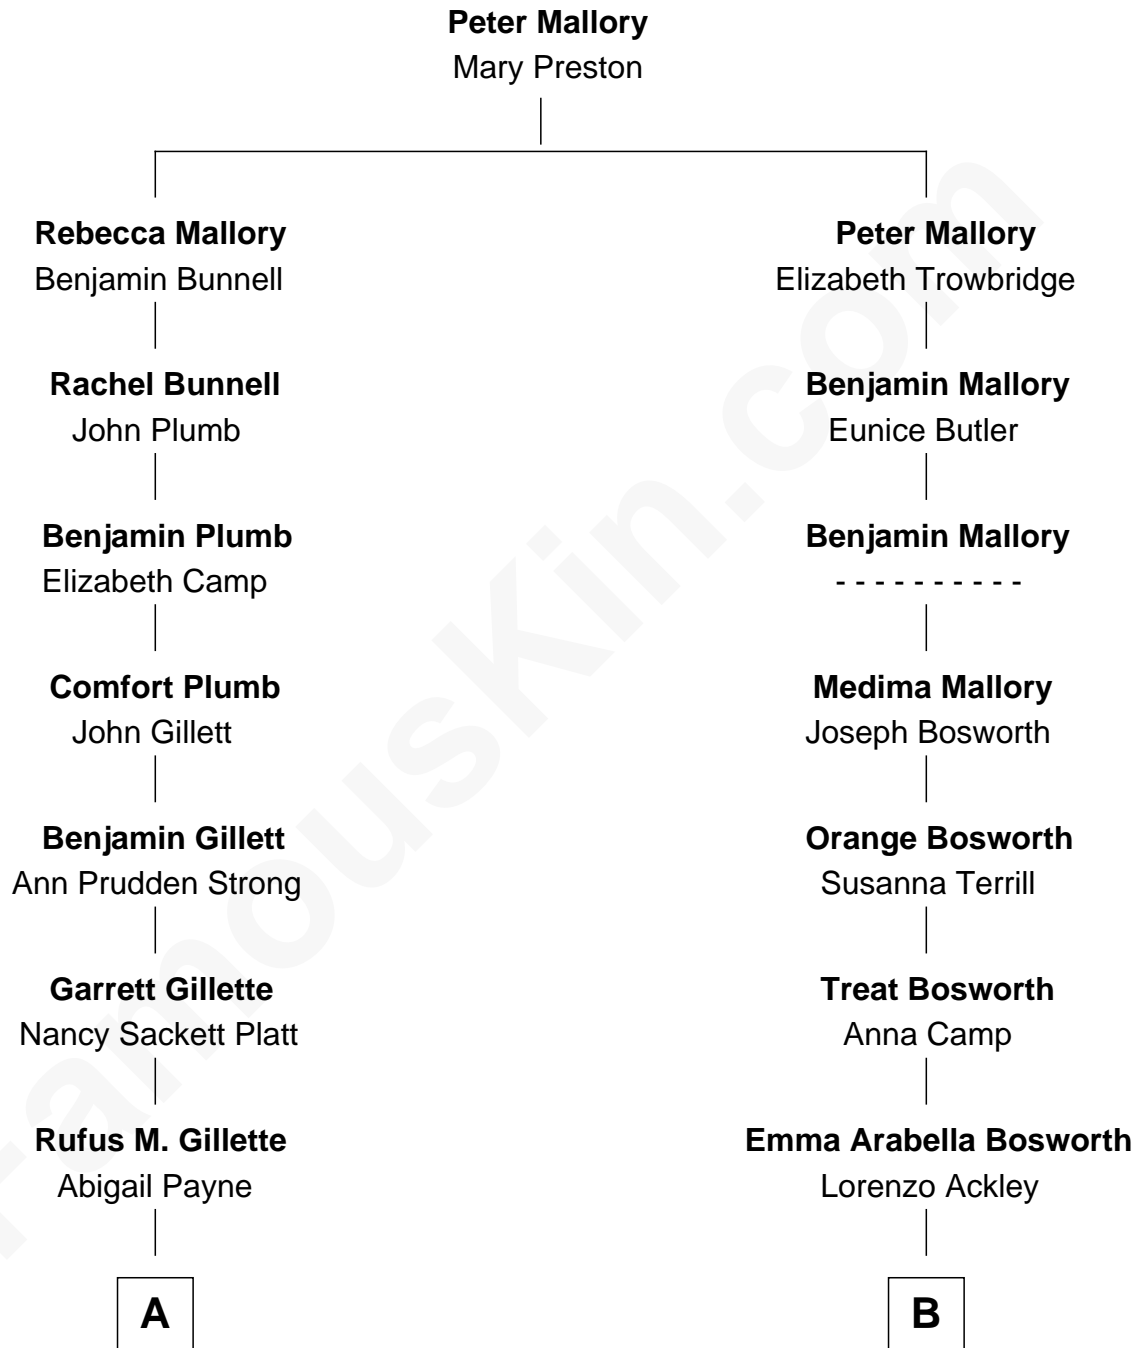 Peter Mallory
Mary Preston
Rebecca Mallory
Benjamin Bunnell
Peter Mallory
Elizabeth Trowbridge
Rachel Bunnell
John Plumb
Benjamin Mallory
Eunice Butler
Benjamin Plumb
Elizabeth Camp
Benjamin Mallory
- - - - - - - - - -
Comfort Plumb
John Gillett
Medima Mallory
Joseph Bosworth
Benjamin Gillett
Ann Prudden Strong
Orange Bosworth
Susanna Terrill
Garrett Gillette
Nancy Sackett Platt
Treat Bosworth
Anna Camp
Rufus M. Gillette
Abigail Payne
Emma Arabella Bosworth
Lorenzo Ackley
A
B
FamousKin.com